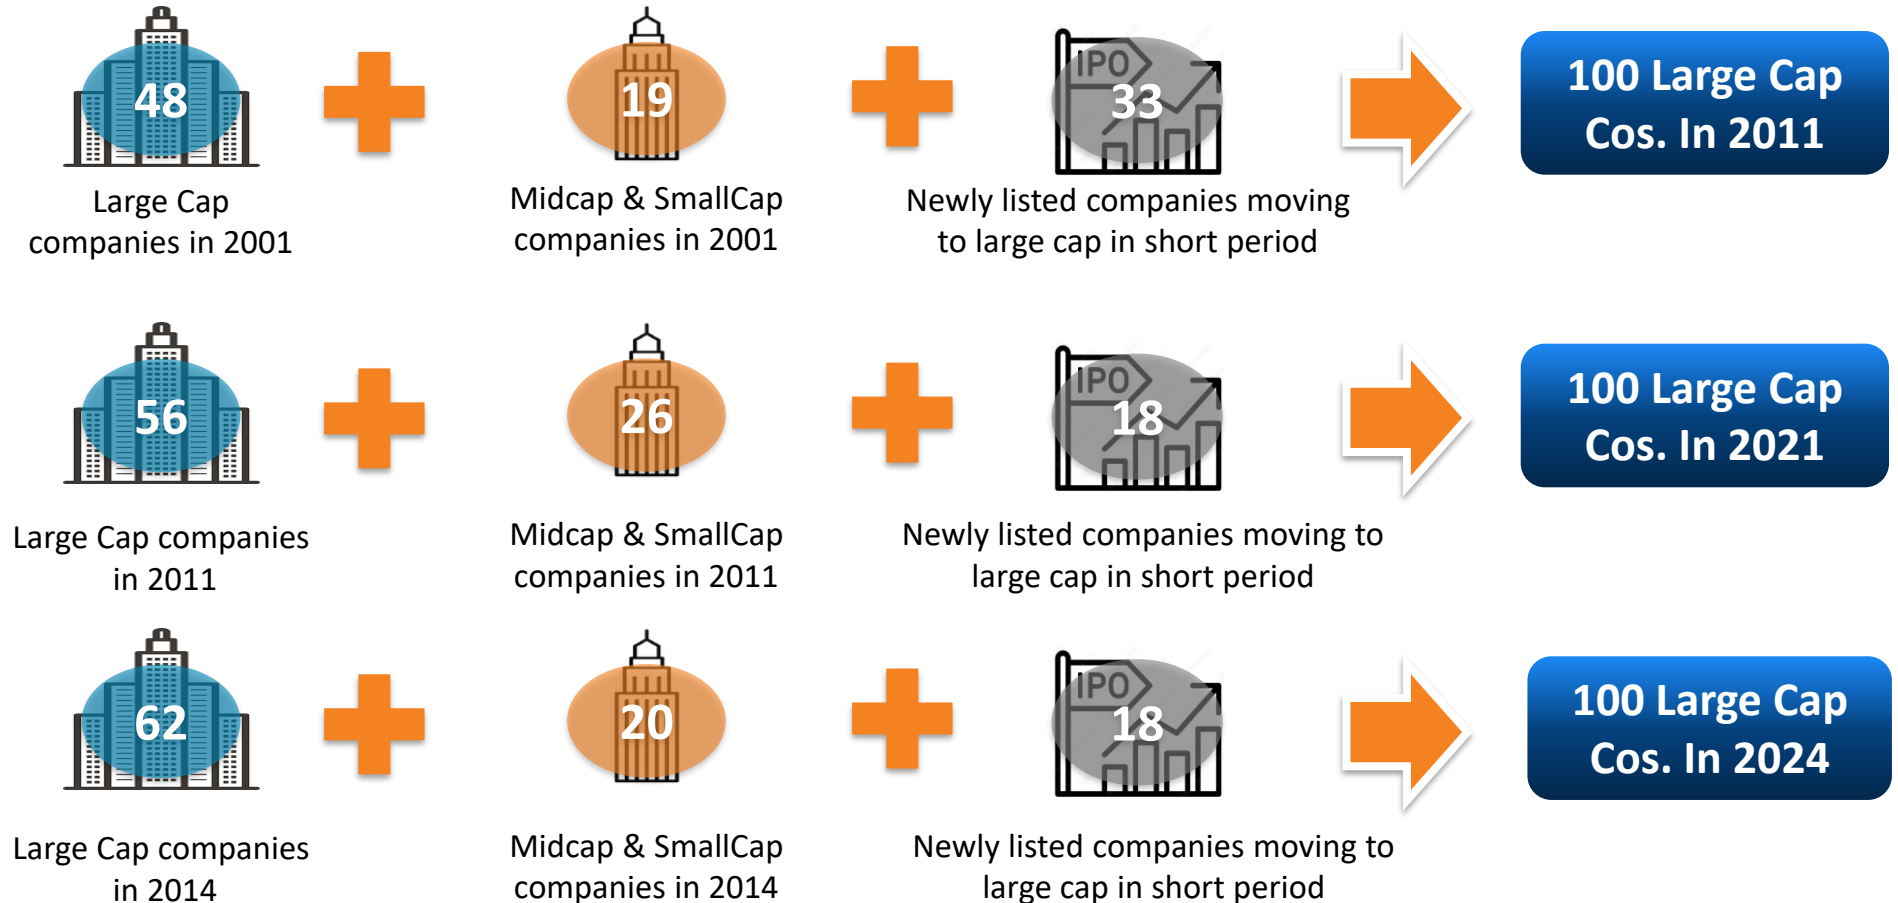 48
19
IPO
33
100 Large Cap
Cos. In 2011
Large Cap
companies in 2001
Midcap & SmallCap
companies in 2001
Newly listed companies moving
to large cap in short period
56
26
IPO
18
100 Large Cap
Cos. In 2021
Large Cap companies
in 2011
Midcap & SmallCap
companies in 2011
Newly listed companies moving to
large cap in short period
62
20
IPO
18
100 Large Cap
Cos. In 2024
Large Cap companies
in 2014
Midcap & SmallCap
companies in 2014
Newly listed companies moving to
large cap in short period